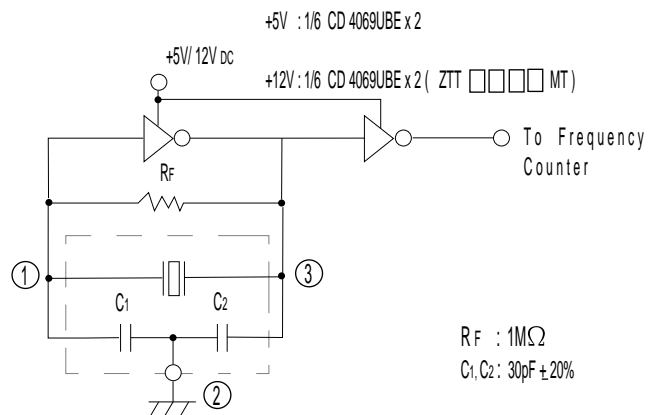 +5V : 1/6 CD 4069UBE x 2
+5V/ 12V DC
+12V : 1/6 CD 4069UBE x 2 ( ZTT □□□□ MT )
To Frequency
Counter
RF
① ③
C1 C2
②
RF : 1MΩ
C1, C2 : 30pF ±20%